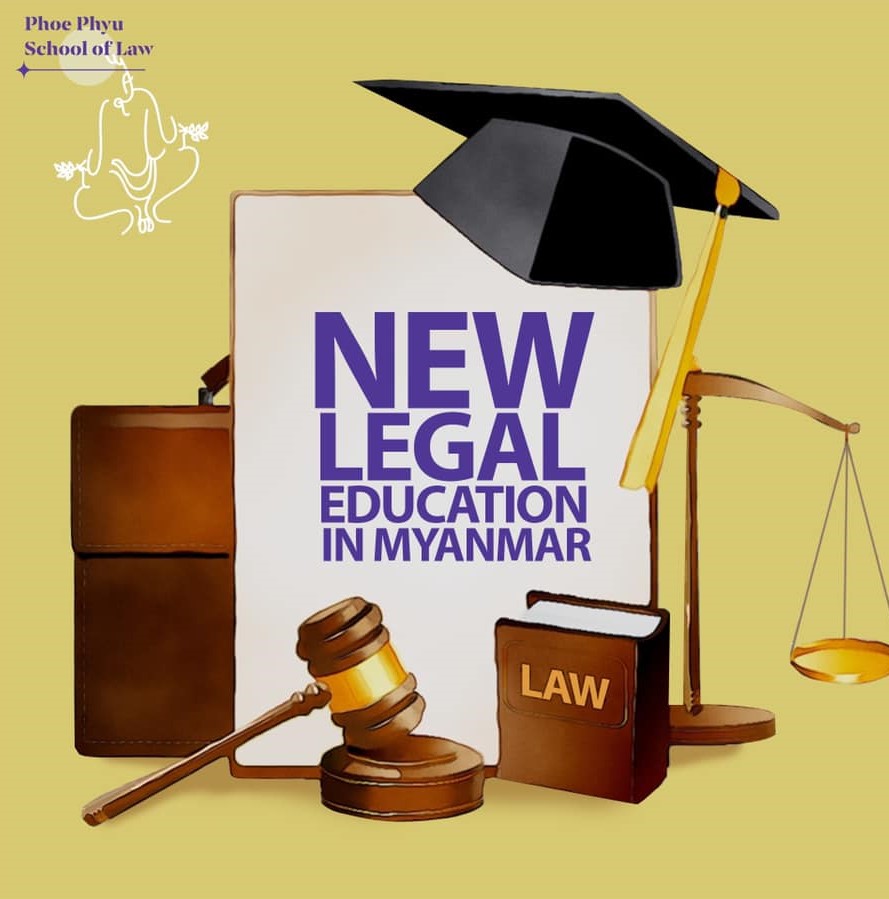 Phoe Phyu
School of Law
NEW
LEGAL
EDUCATION
IN MYANMAR
LAW